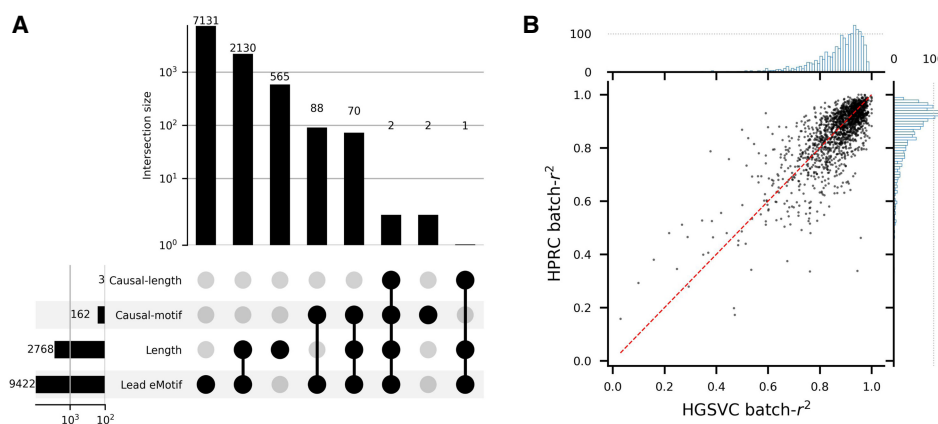 A
7131
2130
565
88
70
2
2
1
10³
10²
10¹
10⁰
Intersection size
3 Causal-length
162 Causal-motif
2768 Length
9422 Lead eMotif
10³ 10²
B
100
0
0 100
1.0
0.8
0.6
0.4
0.2
0.0
HPRC batch-r²
0.0 0.2 0.4 0.6 0.8 1.0
HGSVC batch-r²